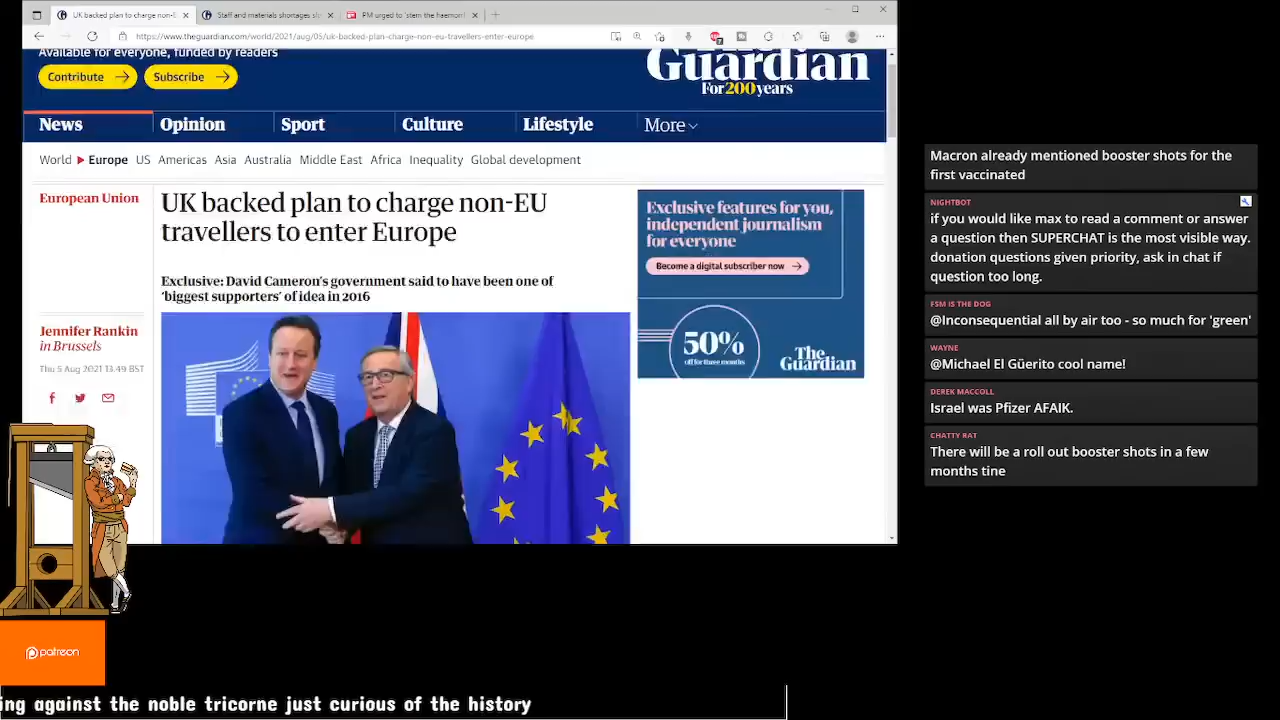 UK backed plan to charge non-E
Staff and materials shortages s
PM urged to 'stem the haemorr
https://www.theguardian.com/world/2021/aug/05/uk-backed-plan-charge-non-eu-travellers-enter-europe
Available for everyone, funded by readers
Contribute
Subscribe
The
Guardian
For 200 years
News
Opinion
Sport
Culture
Lifestyle
More
World
Europe
US
Americas
Asia
Australia
Middle East
Africa
Inequality
Global development
European Union
UK backed plan to charge non-EU
travellers to enter Europe
Exclusive: David Cameron's government said to have been one of
'biggest supporters' of idea in 2016
Jennifer Rankin
in Brussels
Thu 5 Aug 2021 13.49 BST
Exclusive features for you,
independent journalism
for everyone
Become a digital subscriber now
50%
off for three months
The
Guardian
Macron already mentioned booster shots for the
first vaccinated
NIGHTBOT
if you would like max to read a comment or answer
a question then SUPERCHAT is the most visible way.
donation questions given priority, ask in chat if
question too long.
FSM IS THE DOG
@Inconsequential all by air too - so much for 'green'
WAYNE
@Michael El Güerito cool name!
DEREK MACCOLL
Israel was Pfizer AFAIK.
CHATTY RAT
There will be a roll out booster shots in a few
months tine
patreon
ing against the noble tricorne just curious of the history